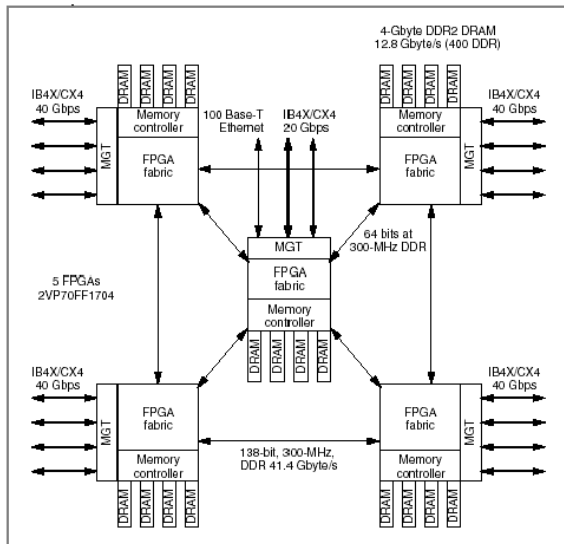 4-Gbyte DDR2 DRAM
12.8 Gbyte/s (400 DDR)
DRAM
DRAM
DRAM
DRAM
DRAM
DRAM
DRAM
DRAM
IB4X/CX4
40 Gbps
Memory
controller
100 Base-T
Ethernet
IB4X/CX4
20 Gbps
Memory
controller
IB4X/CX4
40 Gbps
MGT
FPGA
fabric
FPGA
fabric
MGT
MGT
64 bits at
300-MHz DDR
FPGA
fabric
5 FPGAs
2VP70FF1704
Memory
controller
DRAM
DRAM
DRAM
DRAM
IB4X/CX4
40 Gbps
IB4X/CX4
40 Gbps
MGT
FPGA
fabric
FPGA
fabric
MGT
138-bit, 300-MHz,
DDR 41.4 Gbyte/s
Memory
controller
Memory
controller
DRAM
DRAM
DRAM
DRAM
DRAM
DRAM
DRAM
DRAM